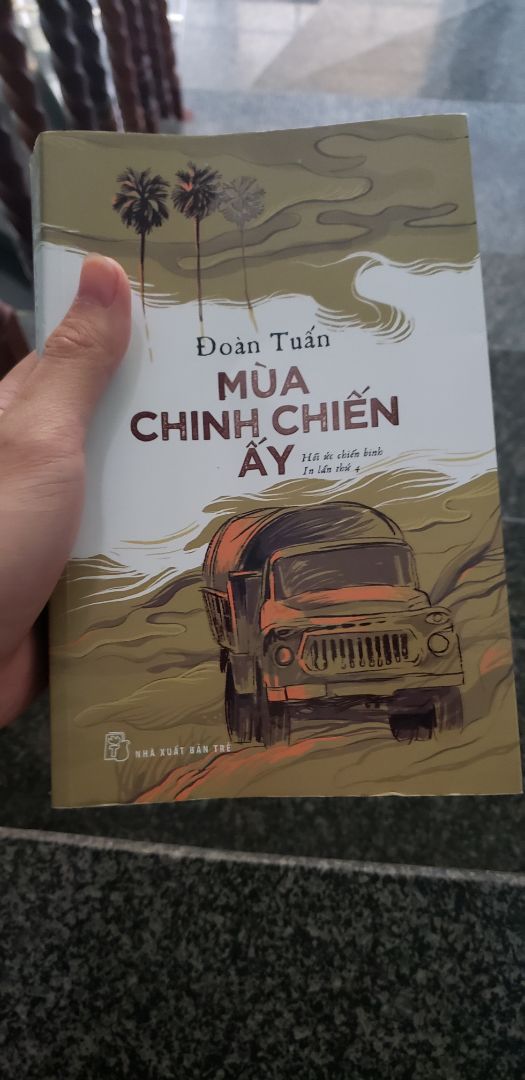 Đoàn Tuấn
MÙA
CHINH CHIẾN
ẤY
Hồi ức chiến binh
In lần thứ 4
NHÀ XUẤT BẢN TRẺ